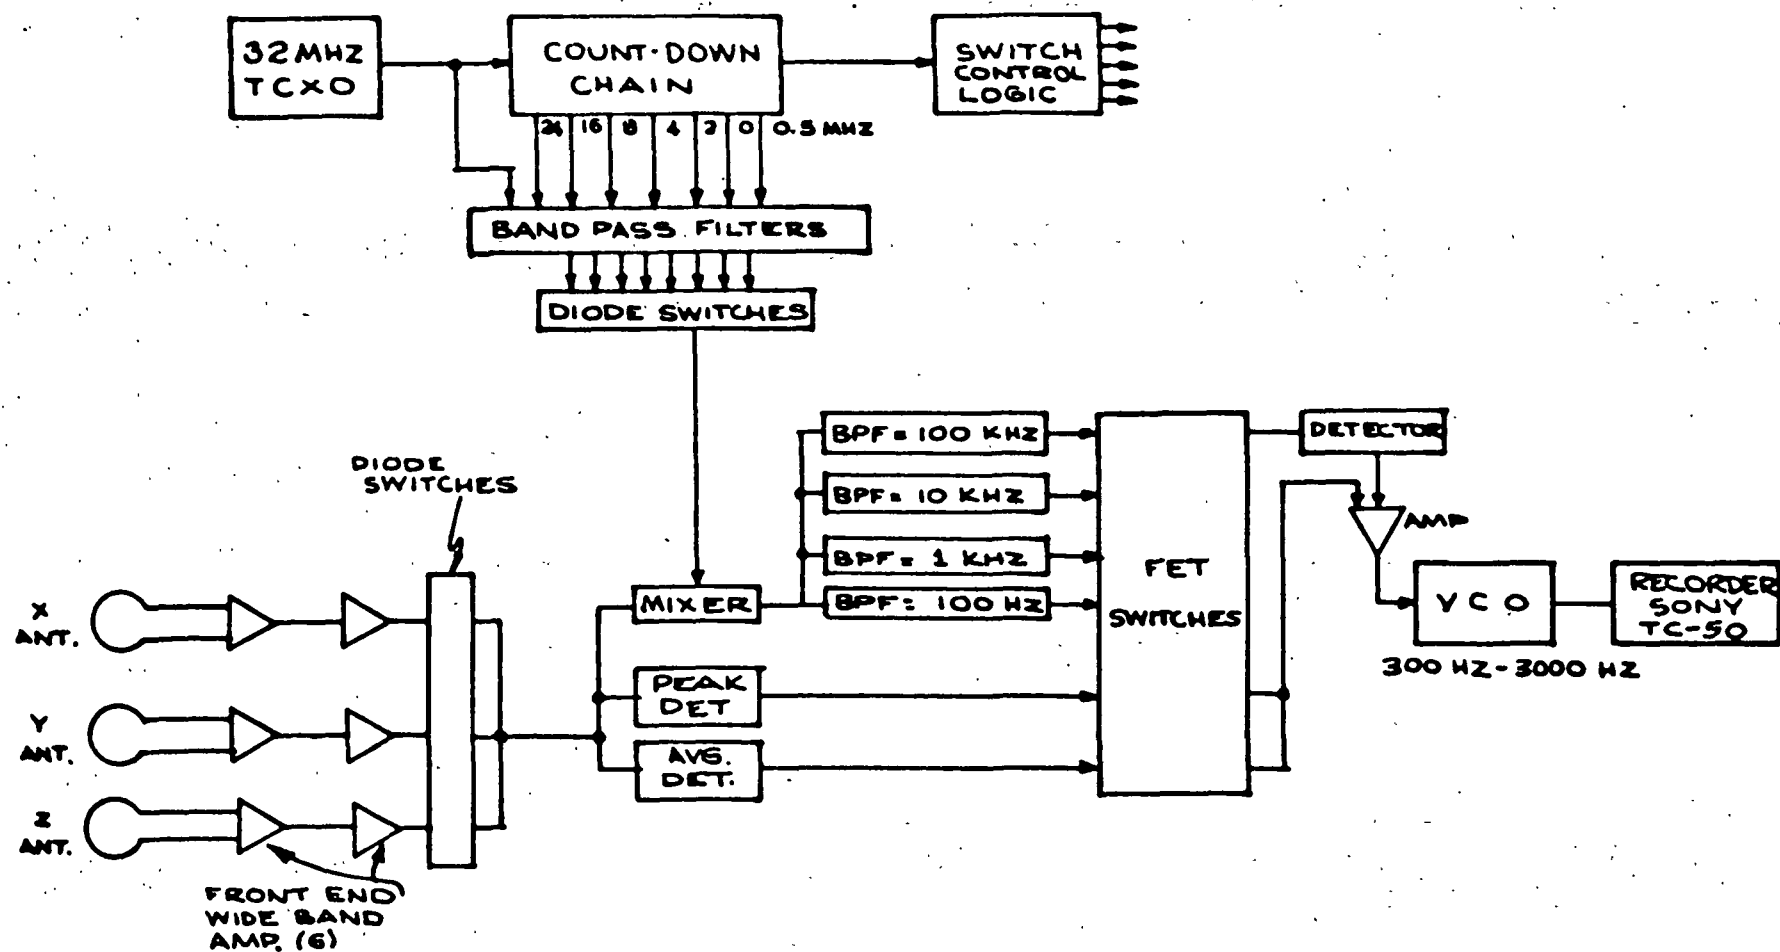 32 MHZ
TCXO
COUNT-DOWN
CHAIN
SWITCH
CONTROL
LOGIC
24 16 8 4 2 0 0.5 MHZ
BAND PASS FILTERS
DIODE SWITCHES
DIODE
SWITCHES
BPF = 100 KHZ
BPF = 10 KHZ
BPF = 1 KHZ
BPF = 100 HZ
FET
SWITCHES
DETECTOR
AMP
VCO
300 HZ - 3000 HZ
RECORDER
SONY
TC-50
MIXER
PEAK
DET
AVG.
DET.
X
ANT.
Y
ANT.
Z
ANT.
FRONT END
WIDE BAND
AMP. (6)